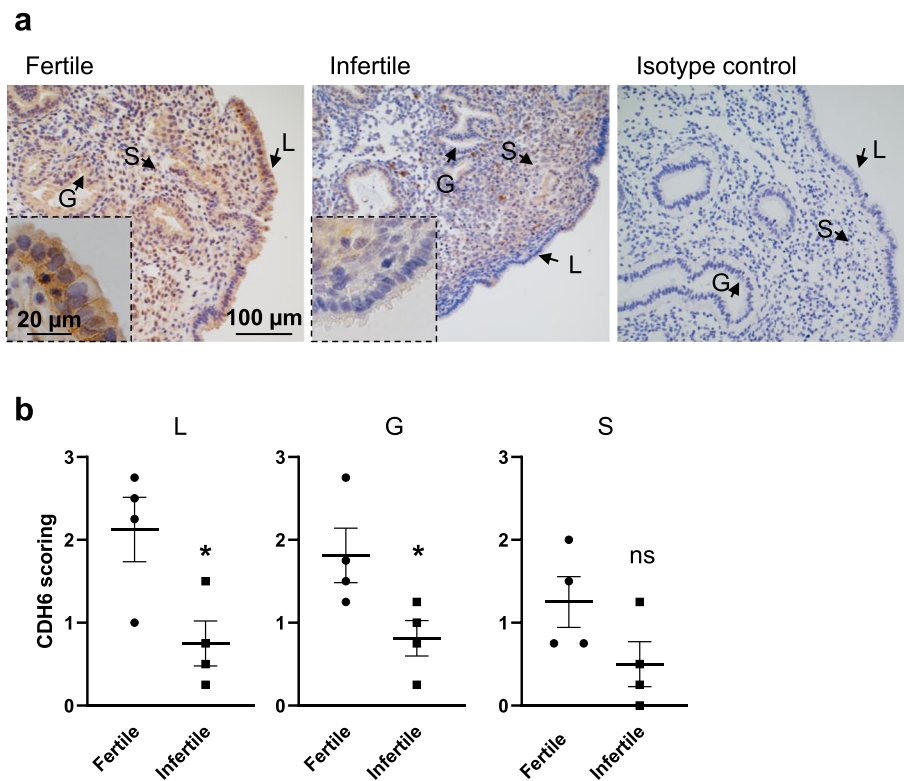 a
Fertile Infertile Isotype control
L
S
G
20 µm
100 µm
S
G
L
L
S
G
b
L G S
CDH6 scoring
3
2
1
0
*
Fertile
Infertile
3
2
1
0
*
Fertile
Infertile
3
2
1
0
ns
Fertile
Infertile